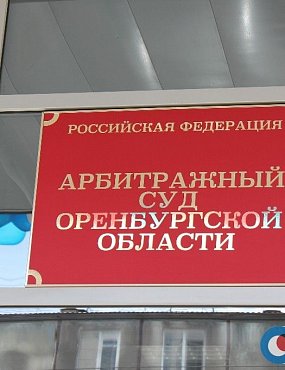 РОССИЙСКАЯ ФЕДЕРАЦИЯ
АРБИТРАЖНЫЙ
СУД
ОРЕНБУРГСКОЙ
ОБЛАСТИ